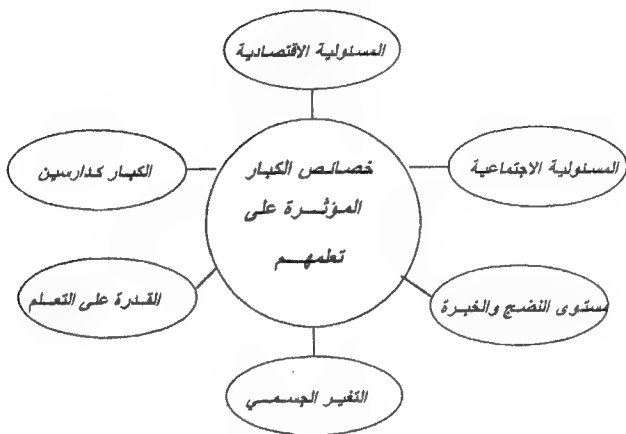 المسئولية الاقتصادية
المسئولية الاجتماعية
الكبار كدارسين
خصائص الكبار
المؤثرة على
تعلمهم
مستوى النضج والخبرة
القدرة على التعلم
التغير الجسمي